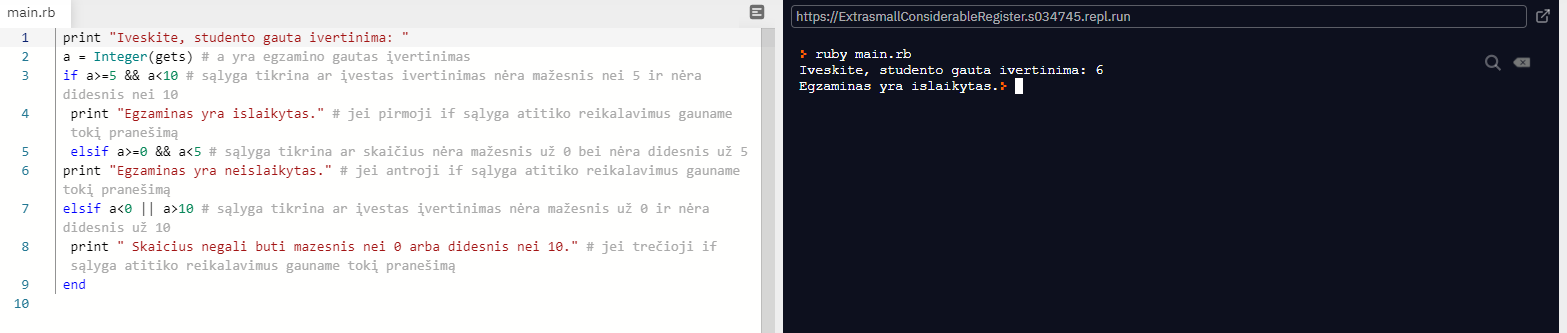 main.rb
1 print "Iveskite, studento gauta ivertinima: "
2 a = Integer(gets) # a yra egzamino gautas įvertinimas
3 if a>=5 && a<10 # sąlyga tikrina ar įvestas ivertinimas nėra mažesnis nei 5 ir nėra
didesnis nei 10
4 print "Egzaminas yra islaikytas." # jei pirmoji if sąlyga atitiko reikalavimus gauname
tokį pranešimą
5 elsif a>=0 && a<5 # sąlyga tikrina ar skaičius nėra mažesnis už 0 bei nėra didesnis už 5
6 print "Egzaminas yra neislaikytas." # jei antroji if sąlyga atitiko reikalavimus gauname
tokį pranešimą
7 elsif a<0 || a>10 # sąlyga tikrina ar įvestas įvertinimas nėra mažesnis už 0 ir nėra
didesnis už 10
8 print " Skaicius negali buti mazesnis nei 0 arba didesnis nei 10." # jei trečioji if
sąlyga atitiko reikalavimus gauname tokį pranešimą
9 end
10
https://ExtrasmallConsiderableRegister.s034745.repl.run
> ruby main.rb
Iveskite, studento gauta ivertinima: 6
Egzaminas yra islaikytas.>